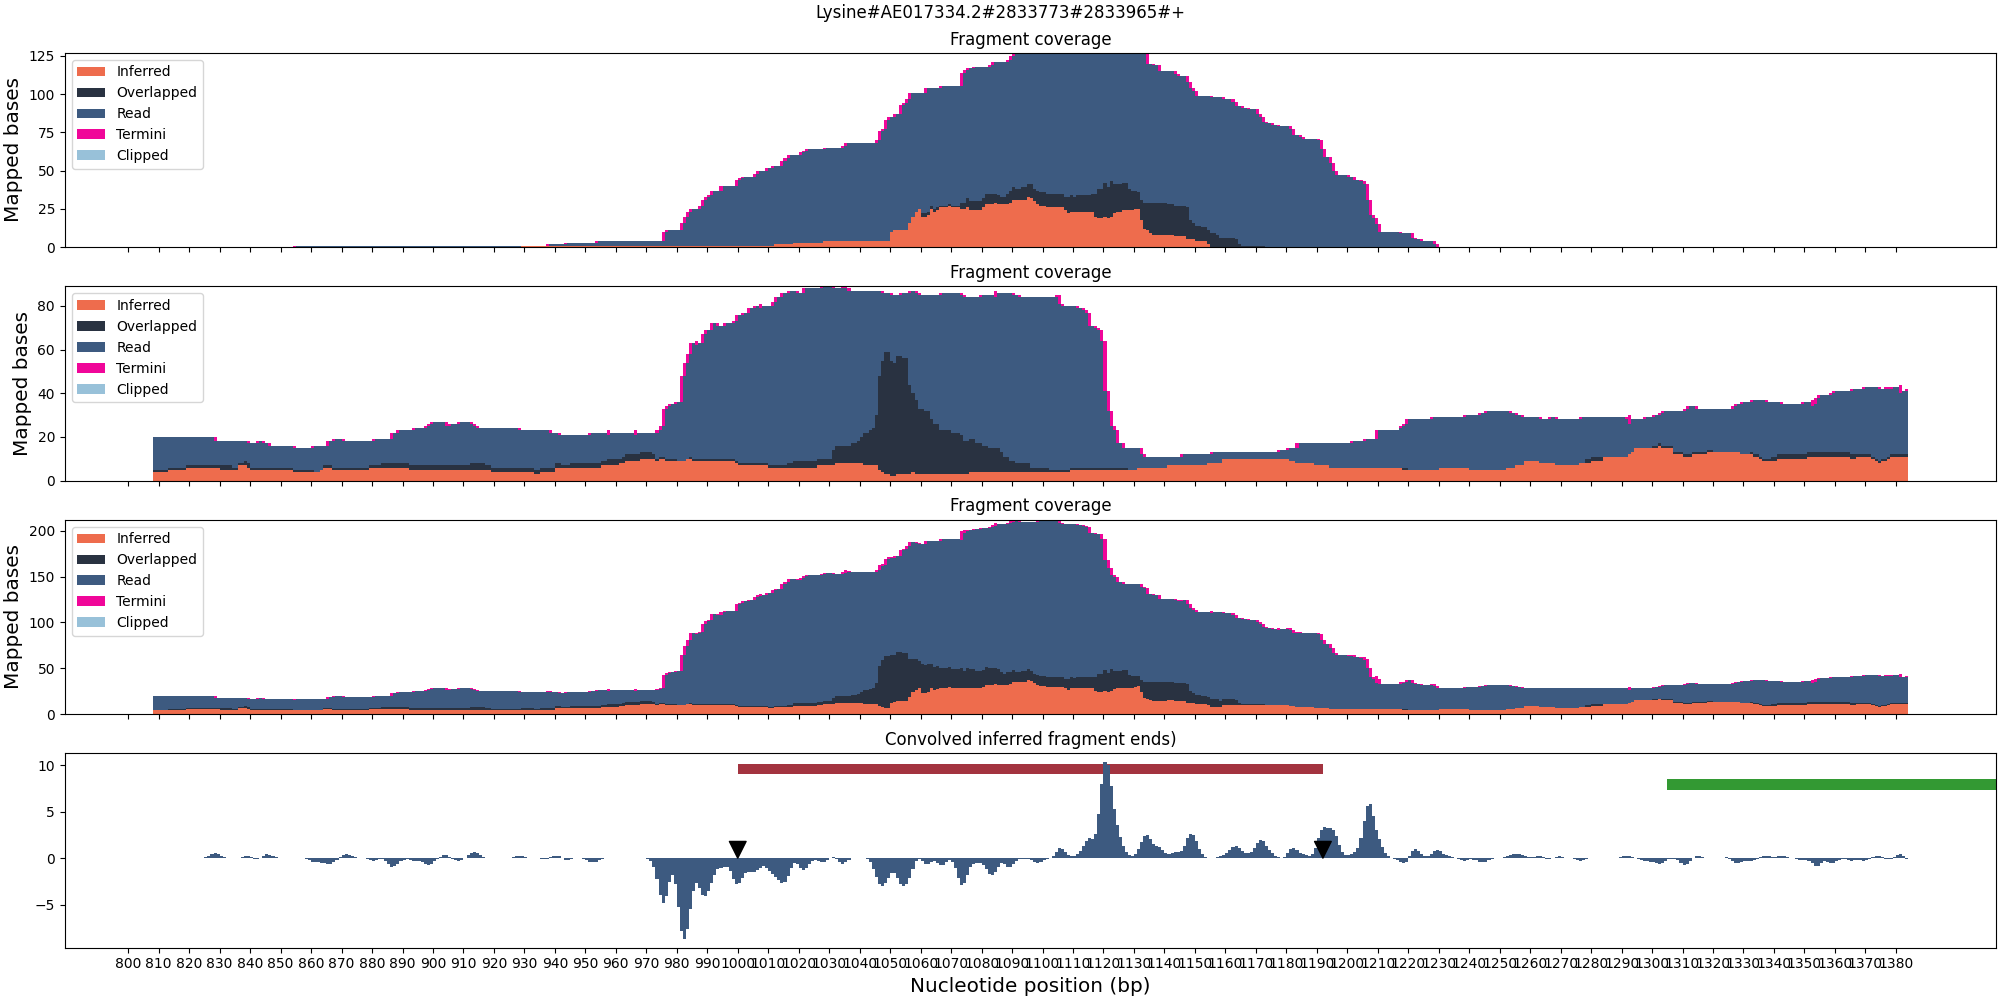 Lysine#AE017334.2#2833773#2833965#+
Fragment coverage
Mapped bases
125
100
75
50
25
0
Inferred
Overlapped
Read
Termini
Clipped
Fragment coverage
Mapped bases
80
60
40
20
0
Inferred
Overlapped
Read
Termini
Clipped
Fragment coverage
Mapped bases
200
150
100
50
0
Inferred
Overlapped
Read
Termini
Clipped
Convolved inferred fragment ends)
10
5
0
−5
800 810 820 830 840 850 860 870 880 890 900 910 920 930 940 950 960 970 980 990 1000 1010 1020 1030 1040 1050 1060 1070 1080 1090 1100 1110 1120 1130 1140 1150 1160 1170 1180 1190 1200 1210 1220 1230 1240 1250 1260 1270 1280 1290 1300 1310 1320 1330 1340 1350 1360 1370 1380
Nucleotide position (bp)